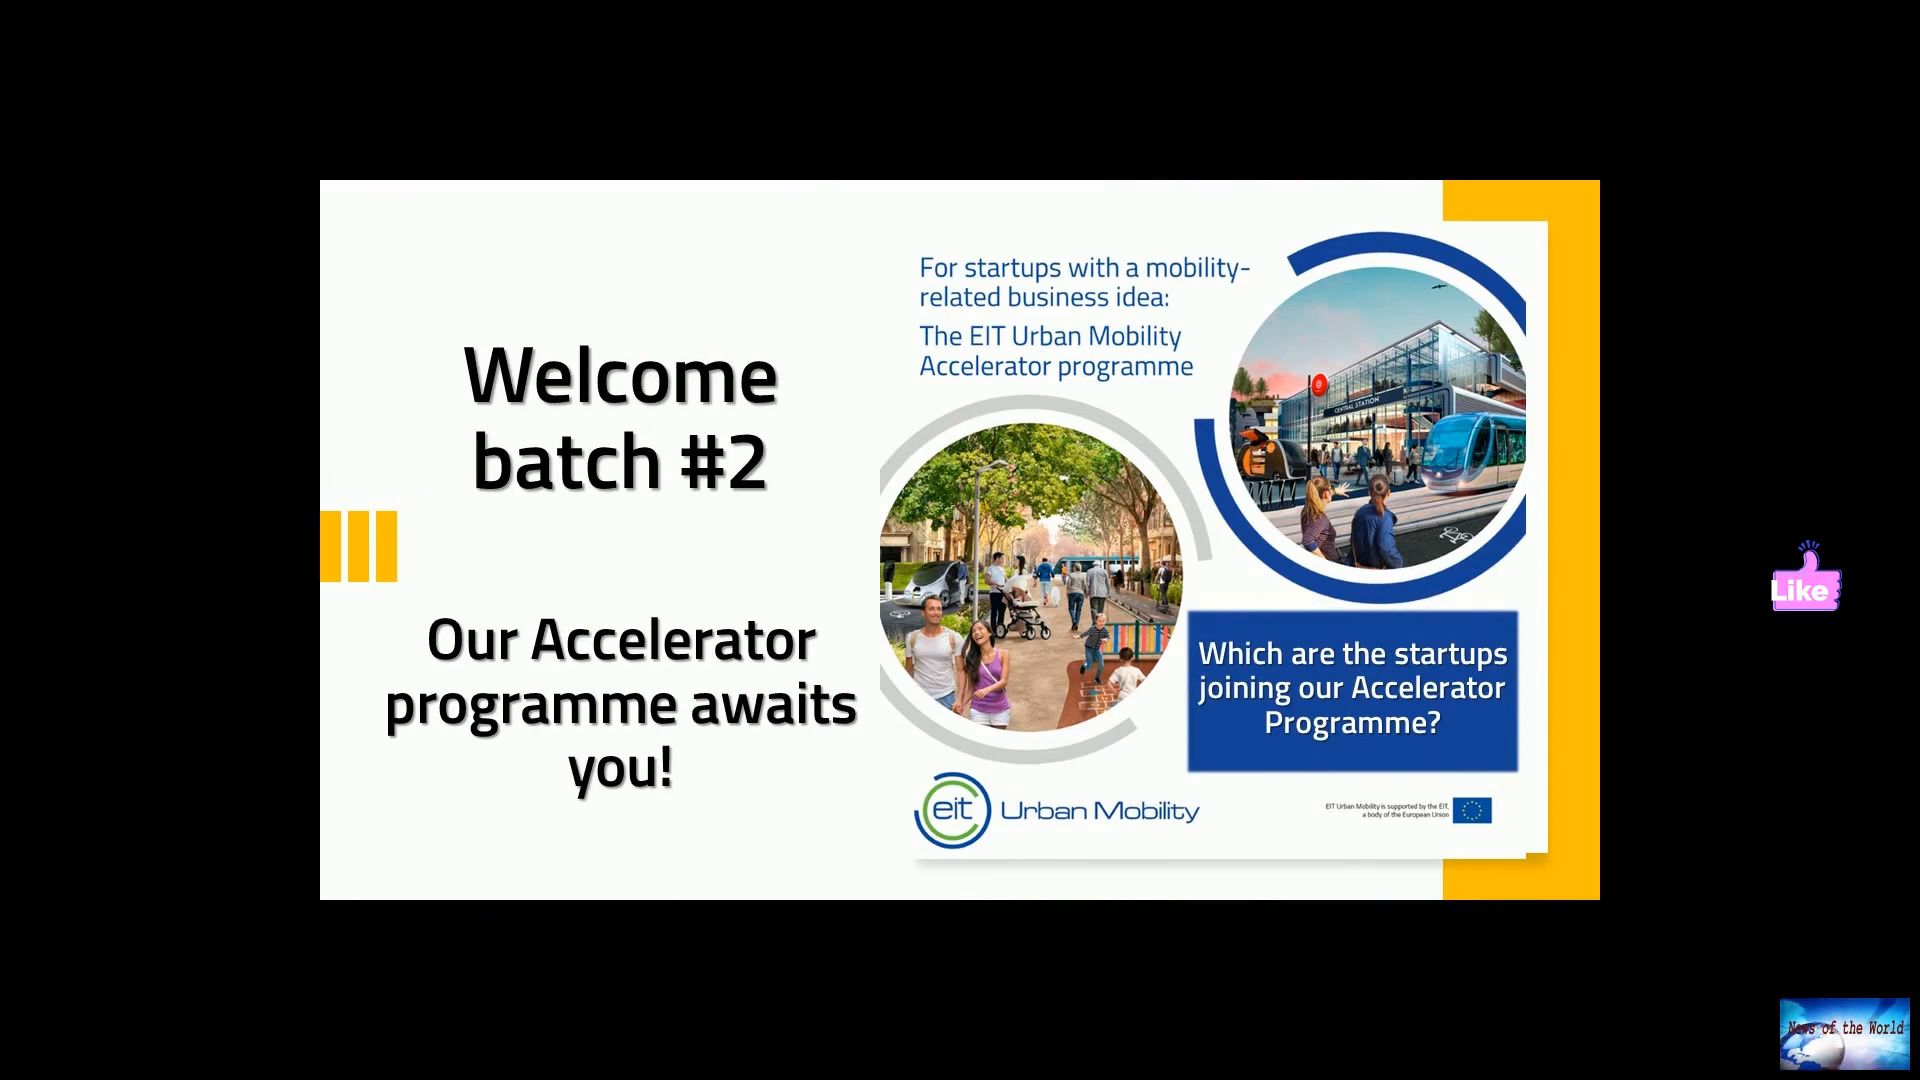 Welcome
batch #2
Our Accelerator
programme awaits
you!
For startups with a mobility-
related business idea:
The EIT Urban Mobility
Accelerator programme
CENTRAL STATION
Which are the startups
joining our Accelerator
Programme?
eit Urban Mobility
EIT Urban Mobility is supported by the EIT,
a body of the European Union
Like
News of the World